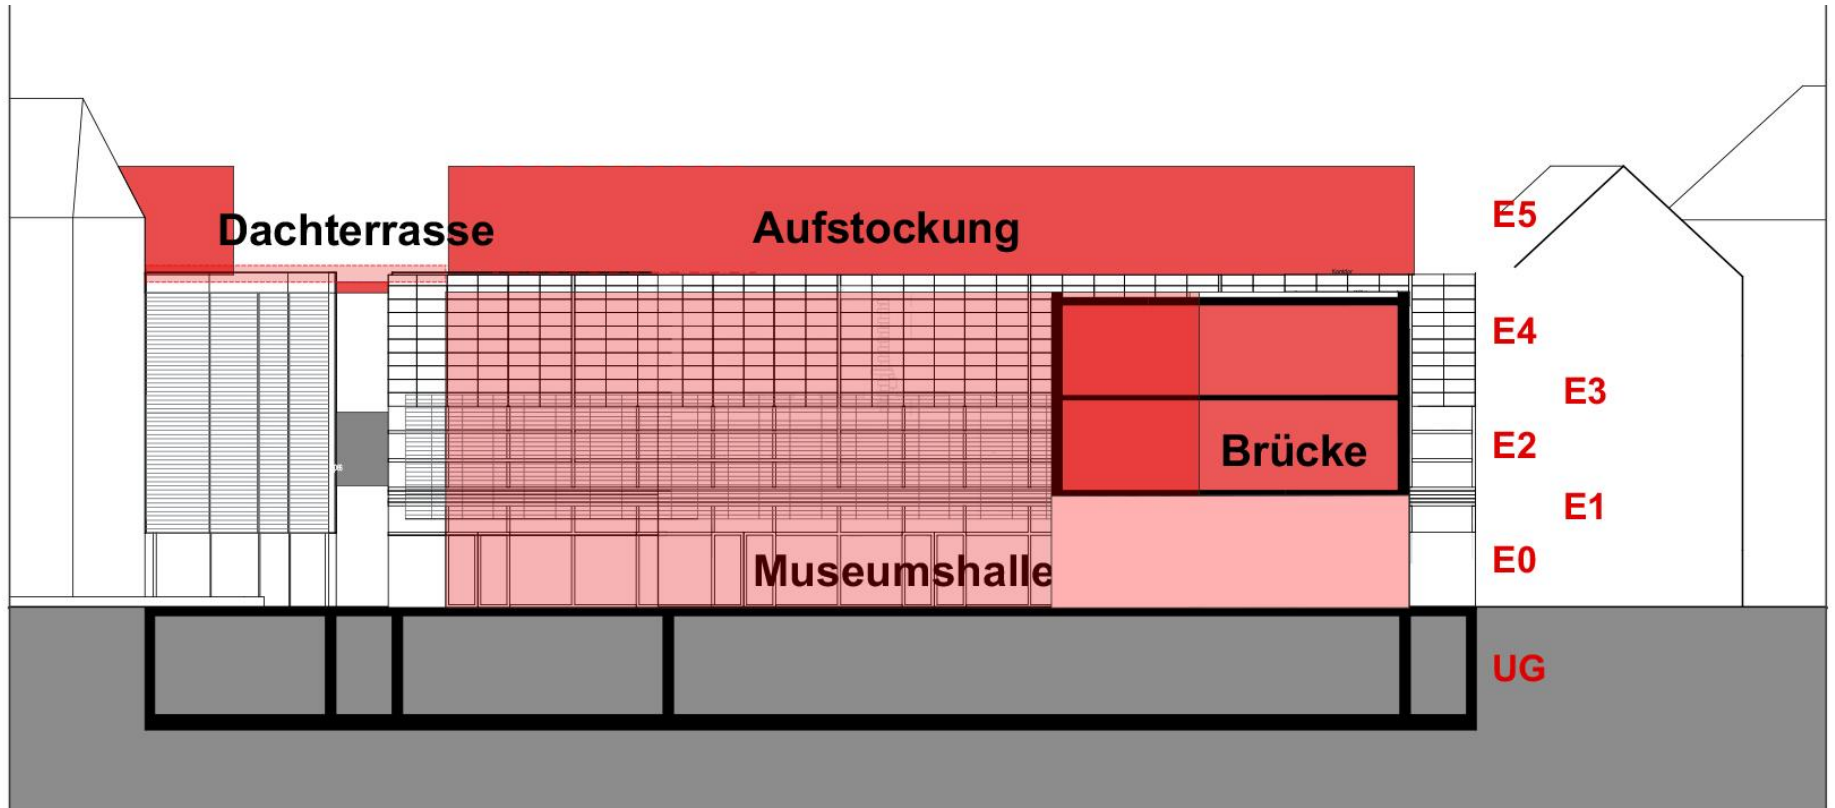 Dachterrasse
Aufstockung
E5
E4
E3
Brücke
E2
E1
Museumshalle
E0
UG